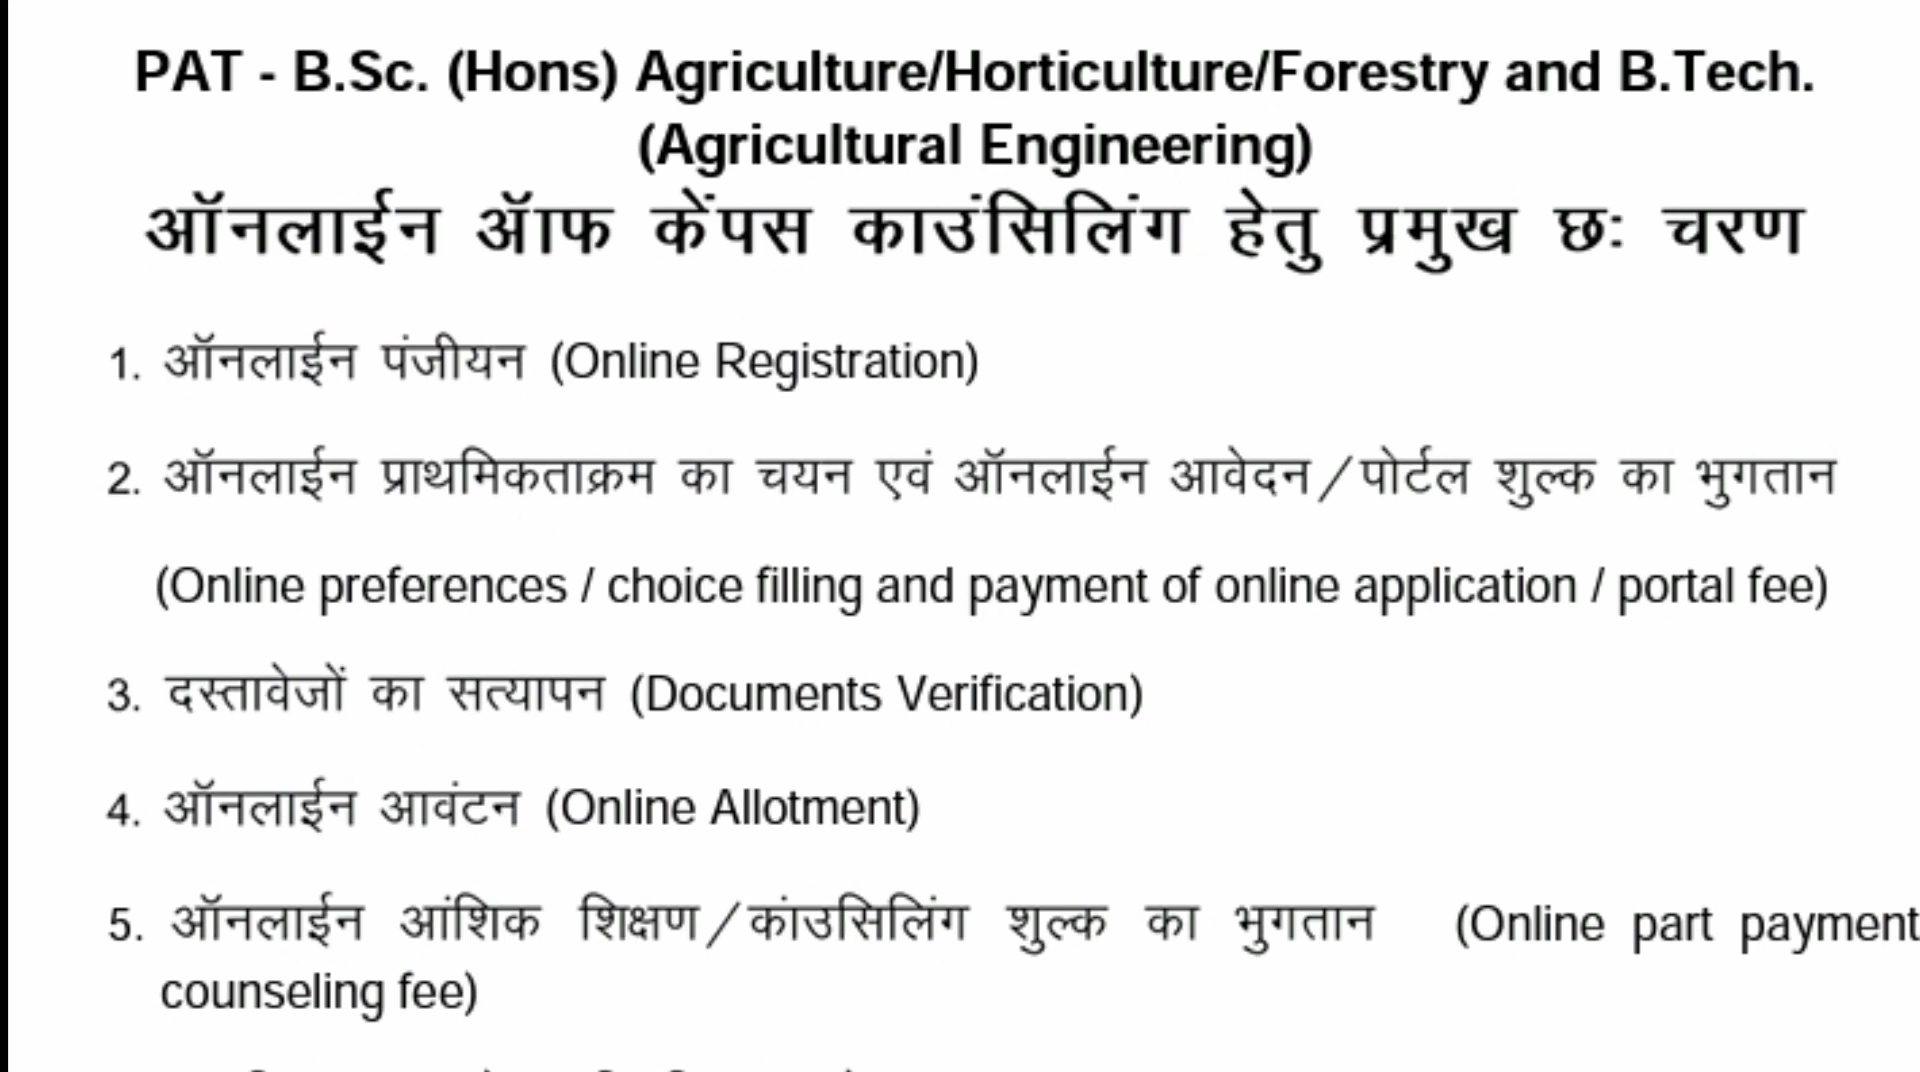 PAT - B.Sc. (Hons) Agriculture/Horticulture/Forestry and B.Tech.
(Agricultural Engineering)
ऑनलाईन ऑफ केंपस काउंसिलिंग हेतु प्रमुख छः चरण
1. ऑनलाईन पंजीयन (Online Registration)
2. ऑनलाईन प्राथमिकताक्रम का चयन एवं ऑनलाईन आवेदन/पोर्टल शुल्क का भुगतान
(Online preferences / choice filling and payment of online application / portal fee)
3. दस्तावेजों का सत्यापन (Documents Verification)
4. ऑनलाईन आवंटन (Online Allotment)
5. ऑनलाईन आंशिक शिक्षण/कांउसिलिंग शुल्क का भुगतान (Online part payment
counseling fee)